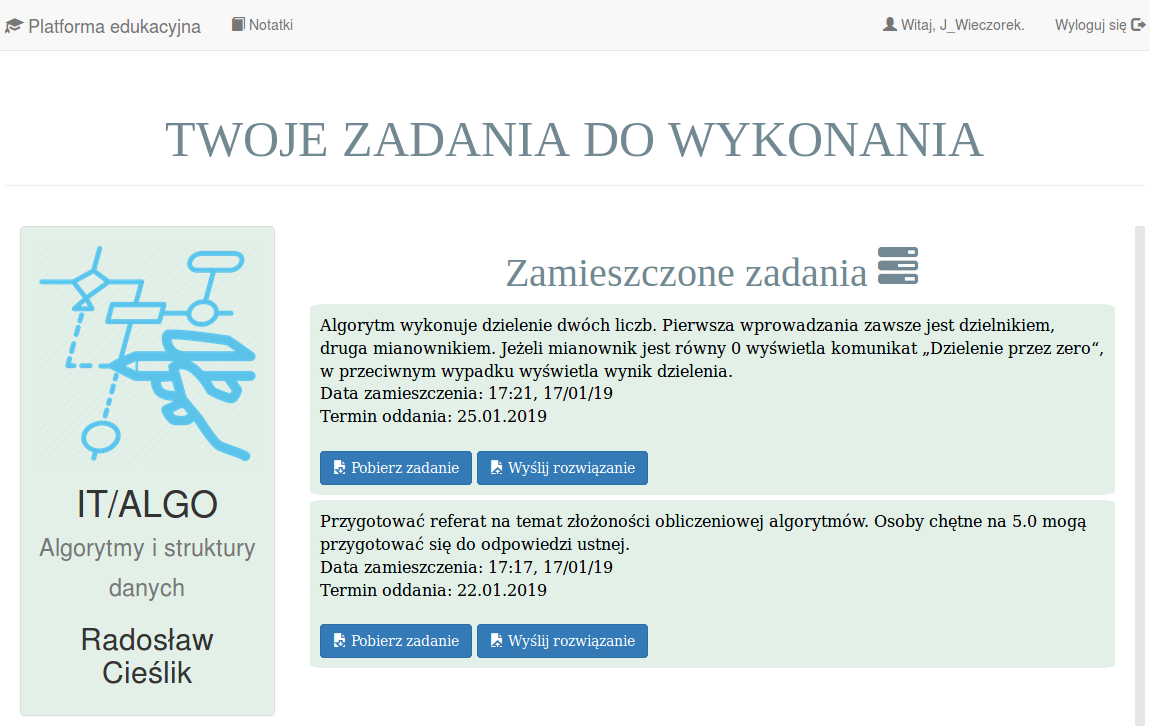 Platforma edukacyjna Notatki Witaj, J_Wieczorek. Wyloguj się
TWOJE ZADANIA DO WYKONANIA
IT/ALGO
Algorytmy i struktury
danych
Radosław
Cieślik
Zamieszczone zadania
Algorytm wykonuje dzielenie dwóch liczb. Pierwsza wprowadzania zawsze jest dzielnikiem,
druga mianownikiem. Jeżeli mianownik jest równy 0 wyświetla komunikat „Dzielenie przez zero“,
w przeciwnym wypadku wyświetla wynik dzielenia.
Data zamieszczenia: 17:21, 17/01/19
Termin oddania: 25.01.2019
Pobierz zadanie Wyślij rozwiązanie
Przygotować referat na temat złożoności obliczeniowej algorytmów. Osoby chętne na 5.0 mogą
przygotować się do odpowiedzi ustnej.
Data zamieszczenia: 17:17, 17/01/19
Termin oddania: 22.01.2019
Pobierz zadanie Wyślij rozwiązanie